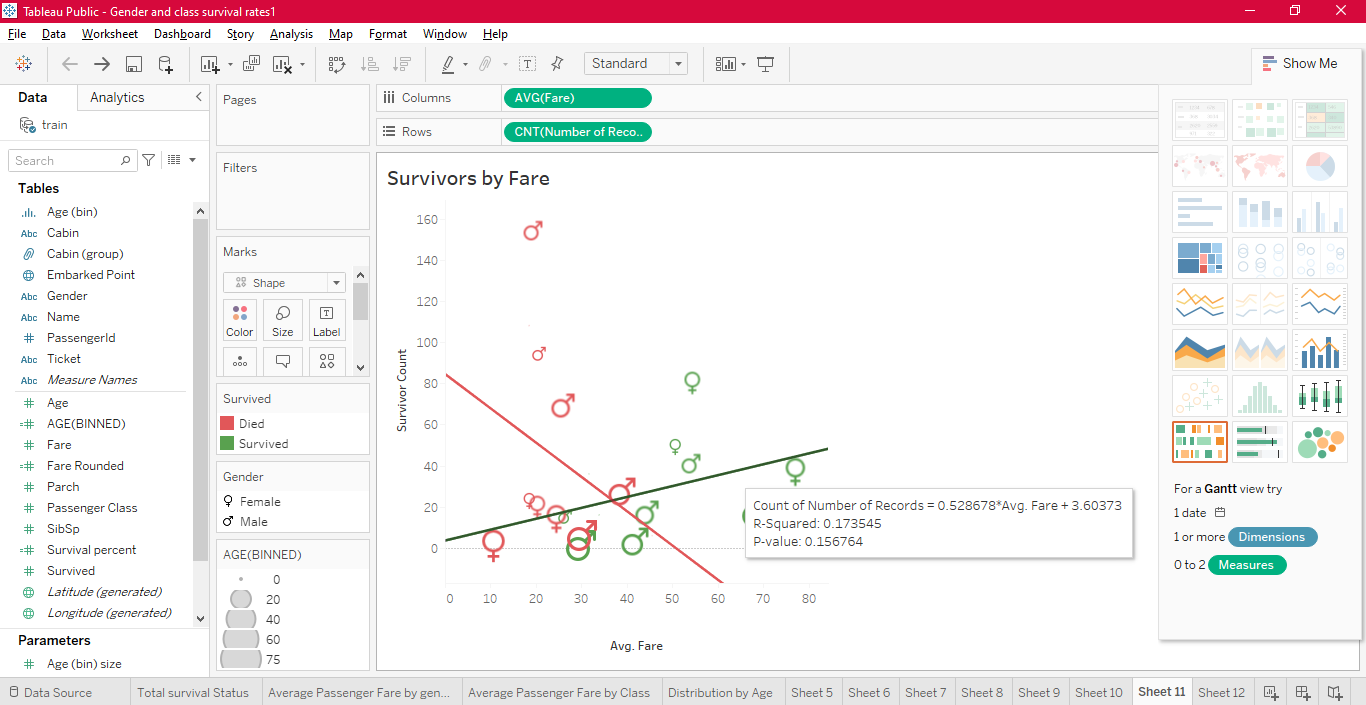 Tableau Public - Gender and class survival rates1
File Data Worksheet Dashboard Story Analysis Map Format Window Help
Standard
Show Me
Data Analytics
train
Search
Tables
Age (bin)
Abc Cabin
Cabin (group)
Embarked Point
Abc Gender
Abc Name
PassengerId
Abc Ticket
Abc Measure Names
Age
AGE(BINNED)
Fare
Fare Rounded
Parch
Passenger Class
SibSp
Survival percent
Survived
Latitude (generated)
Longitude (generated)
Parameters
Age (bin) size
Pages
Filters
Marks
Shape
Color Size Label
Survived
Died
Survived
Gender
Female
Male
AGE(BINNED)
0
20
40
60
75
Columns AVG(Fare)
Rows CNT(Number of Reco..
Survivors by Fare
Survivor Count
160
140
120
100
80
60
40
20
0
0 10 20 30 40 50 60 70 80
Avg. Fare
Count of Number of Records = 0.528678*Avg. Fare + 3.60373
R-Squared: 0.173545
P-value: 0.156764
For a Gantt view try
1 date
1 or more Dimensions
0 to 2 Measures
Data Source Total survival Status Average Passenger Fare by gen... Average Passenger Fare by Class Distribution by Age Sheet 5 Sheet 6 Sheet 7 Sheet 8 Sheet 9 Sheet 10 Sheet 11 Sheet 12